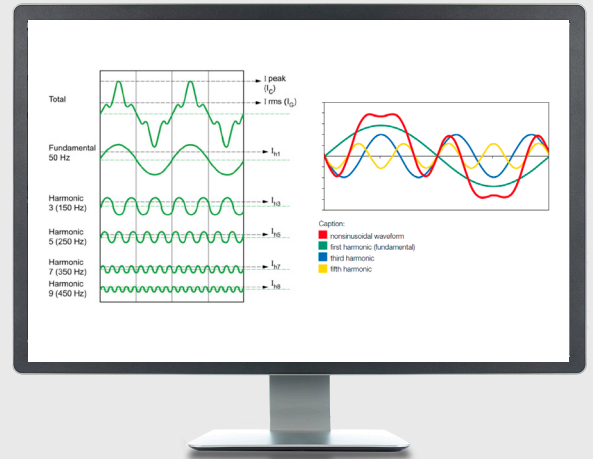 Total
I peak
(I_C)
I rms (I_G)
Fundamental
50 Hz
I_h1
Harmonic
3 (150 Hz)
I_h3
Harmonic
5 (250 Hz)
I_h5
Harmonic
7 (350 Hz)
I_h7
Harmonic
9 (450 Hz)
I_h8
Caption:
nonsinusoidal waveform
first harmonic (fundamental)
third harmonic
fifth harmonic